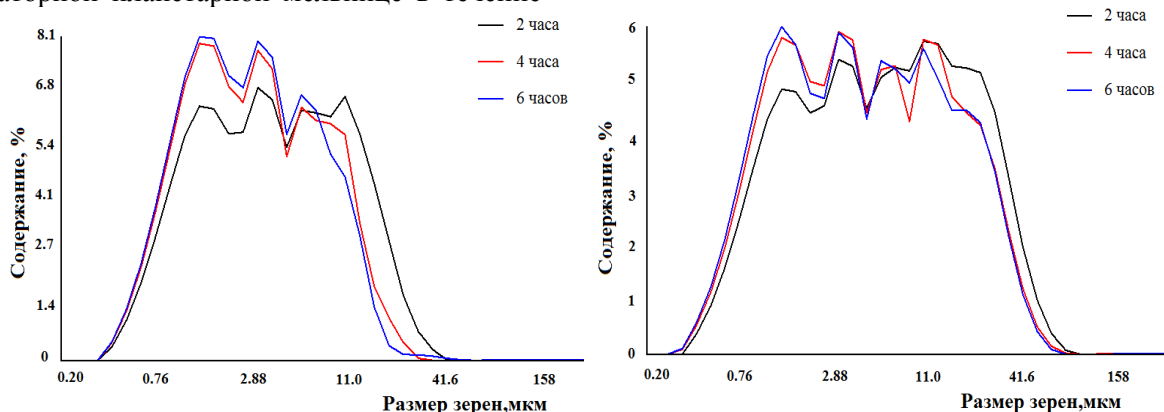 планетарной мельнице в течение
2 часа
4 часа
6 часов
Содержание, %
8.1
6.8
5.4
4.1
2.7
1.4
0
0.20
0.76
2.88
11.0
41.6
158
Размер зерен,мкм
2 часа
4 часа
6 часов
Содержание, %
6
5
4
3
2
1
0
0.20
0.76
2.88
11.0
41.6
158
Размер зерен,мкм